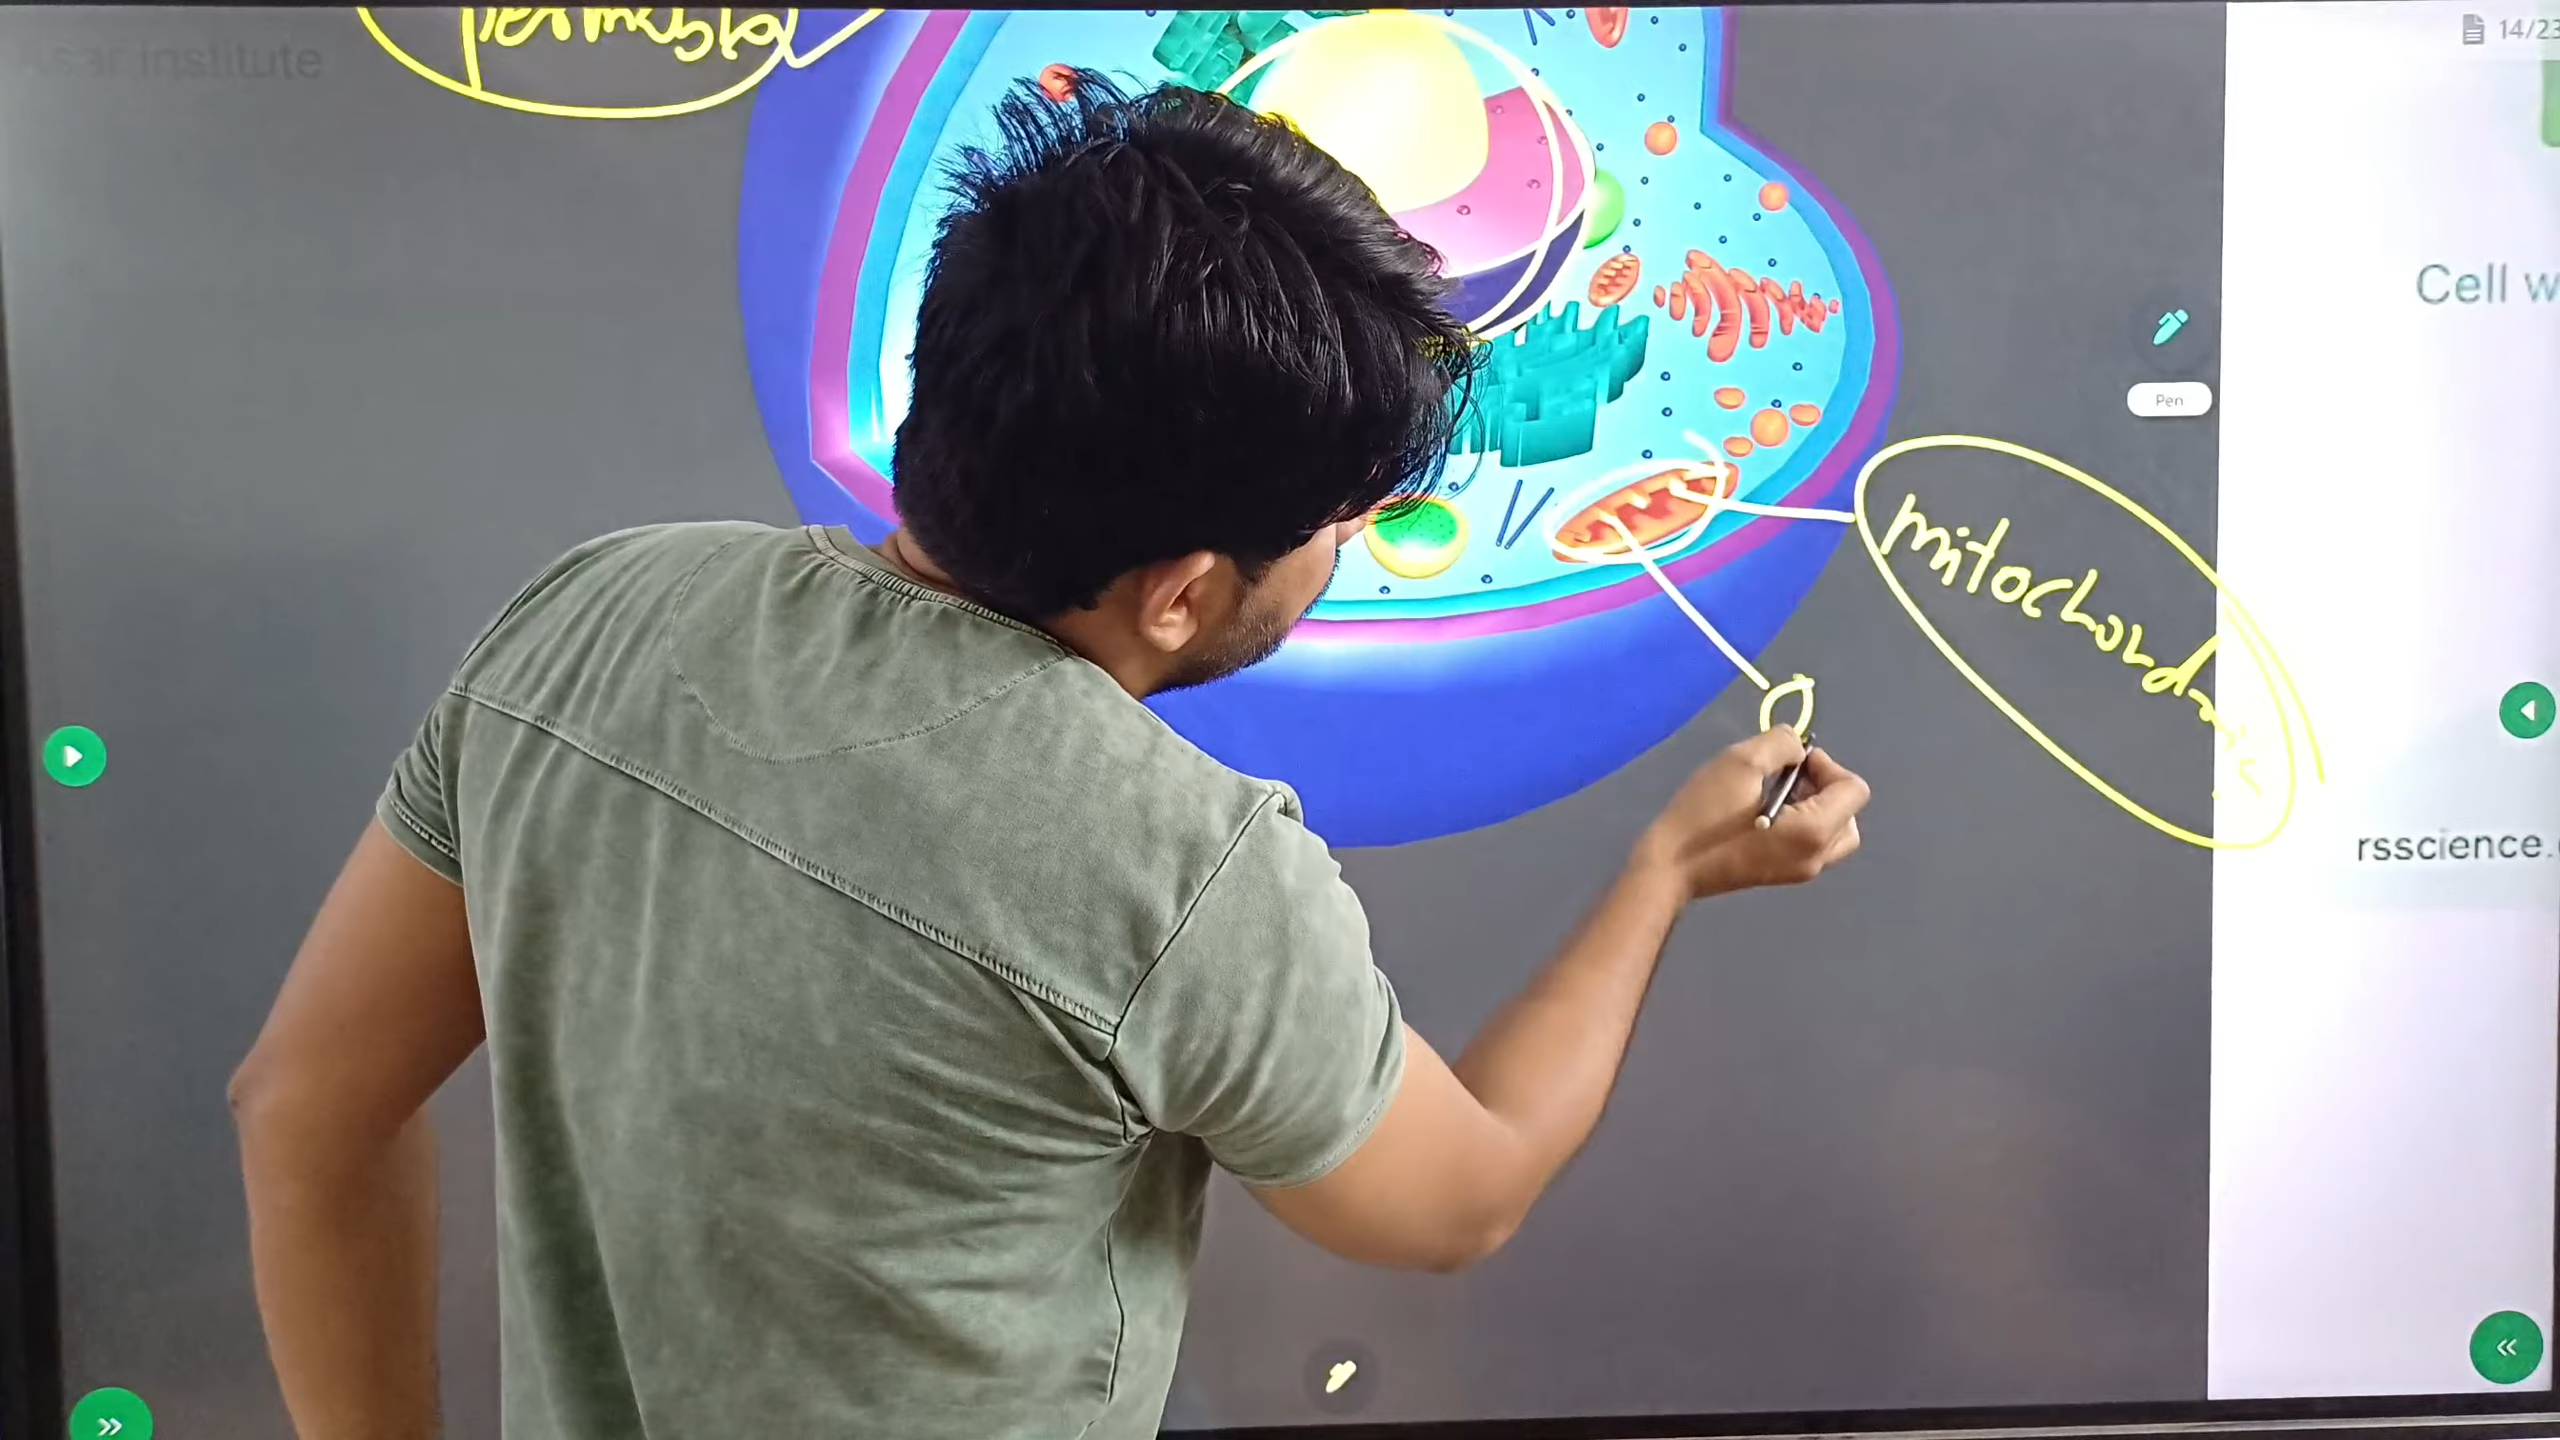 Asar institute
14/23
Cell w
Pen
mitochondria
rsscience.